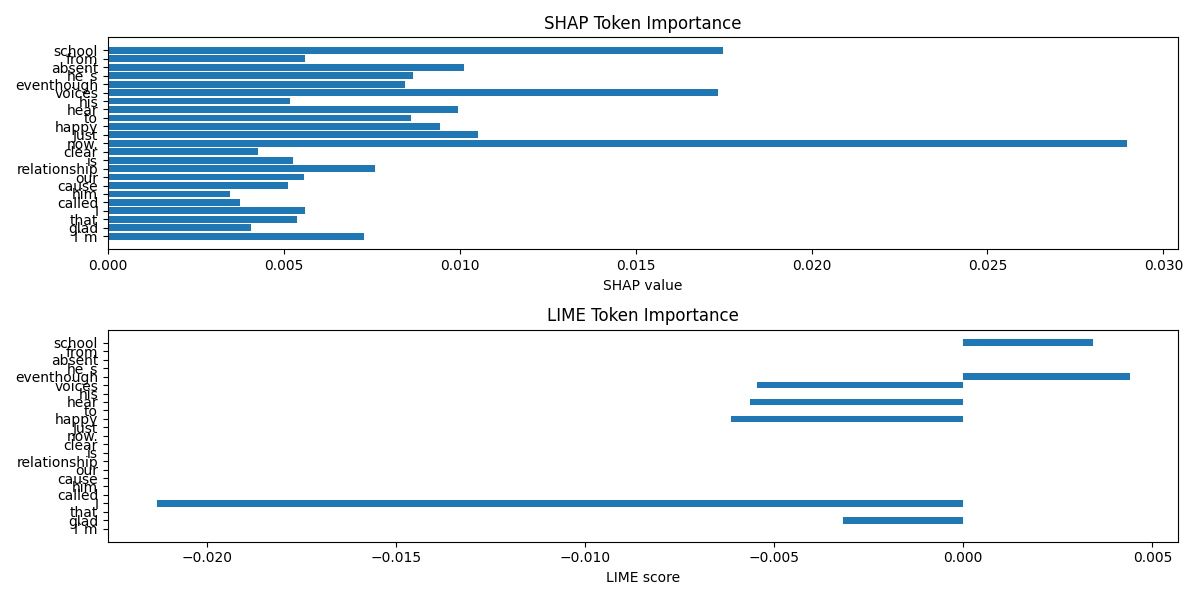 SHAP Token Importance
school
from
absent
he s
eventhough
voices
his
hear
to
happy
just
now.
clear
is
relationship
our
cause
him
called
I
that
glad
I m
0.000 0.005 0.010 0.015 0.020 0.025 0.030
SHAP value
LIME Token Importance
school
from
absent
he s
eventhough
voices
his
hear
to
happy
just
now.
clear
is
relationship
our
cause
him
called
I
that
glad
I m
−0.020 −0.015 −0.010 −0.005 0.000 0.005
LIME score